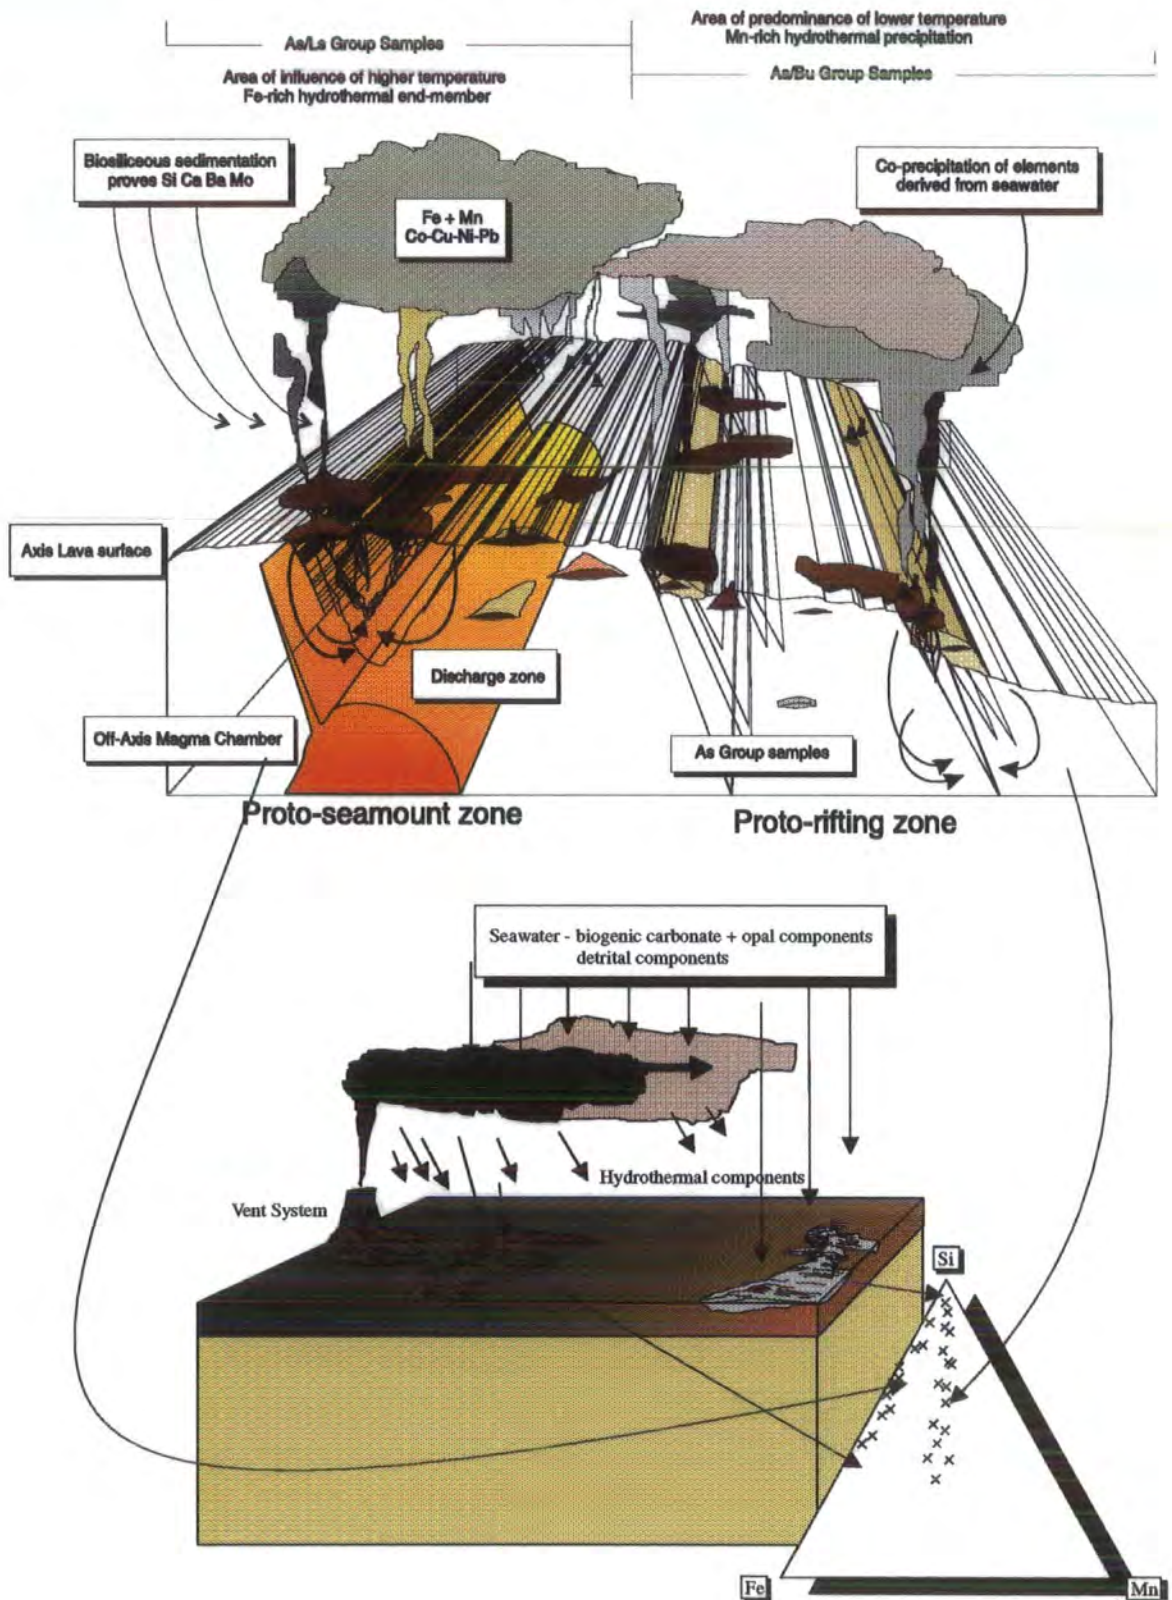 As/Ls Group Samples
Area of influence of higher temperature
Fe-rich hydrothermal end-member
Area of predominance of lower temperature
Mn-rich hydrothermal precipitation
As/Bu Group Samples
Biosiliceous sedimentation
proves Si Ca Ba Mo
Fe + Mn
Co-Cu-Ni-Pb
Co-precipitation of elements
derived from seawater
Axis Lava surface
Discharge zone
Off-Axis Magma Chamber
As Group samples
Proto-seamount zone
Proto-rifting zone
Seawater - biogenic carbonate + opal components
detrital components
Hydrothermal components
Vent System
Si
Fe
Mn